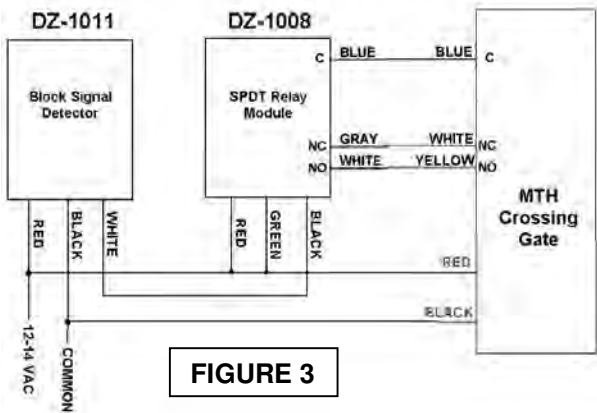 DZ-1011
DZ-1008
Block Signal
Detector
SPDT Relay
Module
C BLUE BLUE C
NC GRAY WHITE NC
NO WHITE YELLOW NO
MTH
Crossing
Gate
RED
BLACK
WHITE
RED
GREEN
BLACK
RED
BLACK
12-14 VAC
COMMON
FIGURE 3